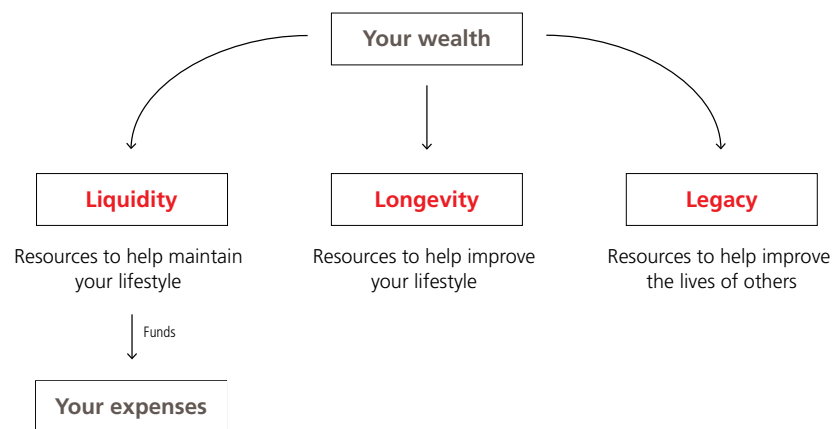 Your wealth
Liquidity
Longevity
Legacy
Resources to help maintain
your lifestyle
Resources to help improve
your lifestyle
Resources to help improve
the lives of others
Funds
Your expenses